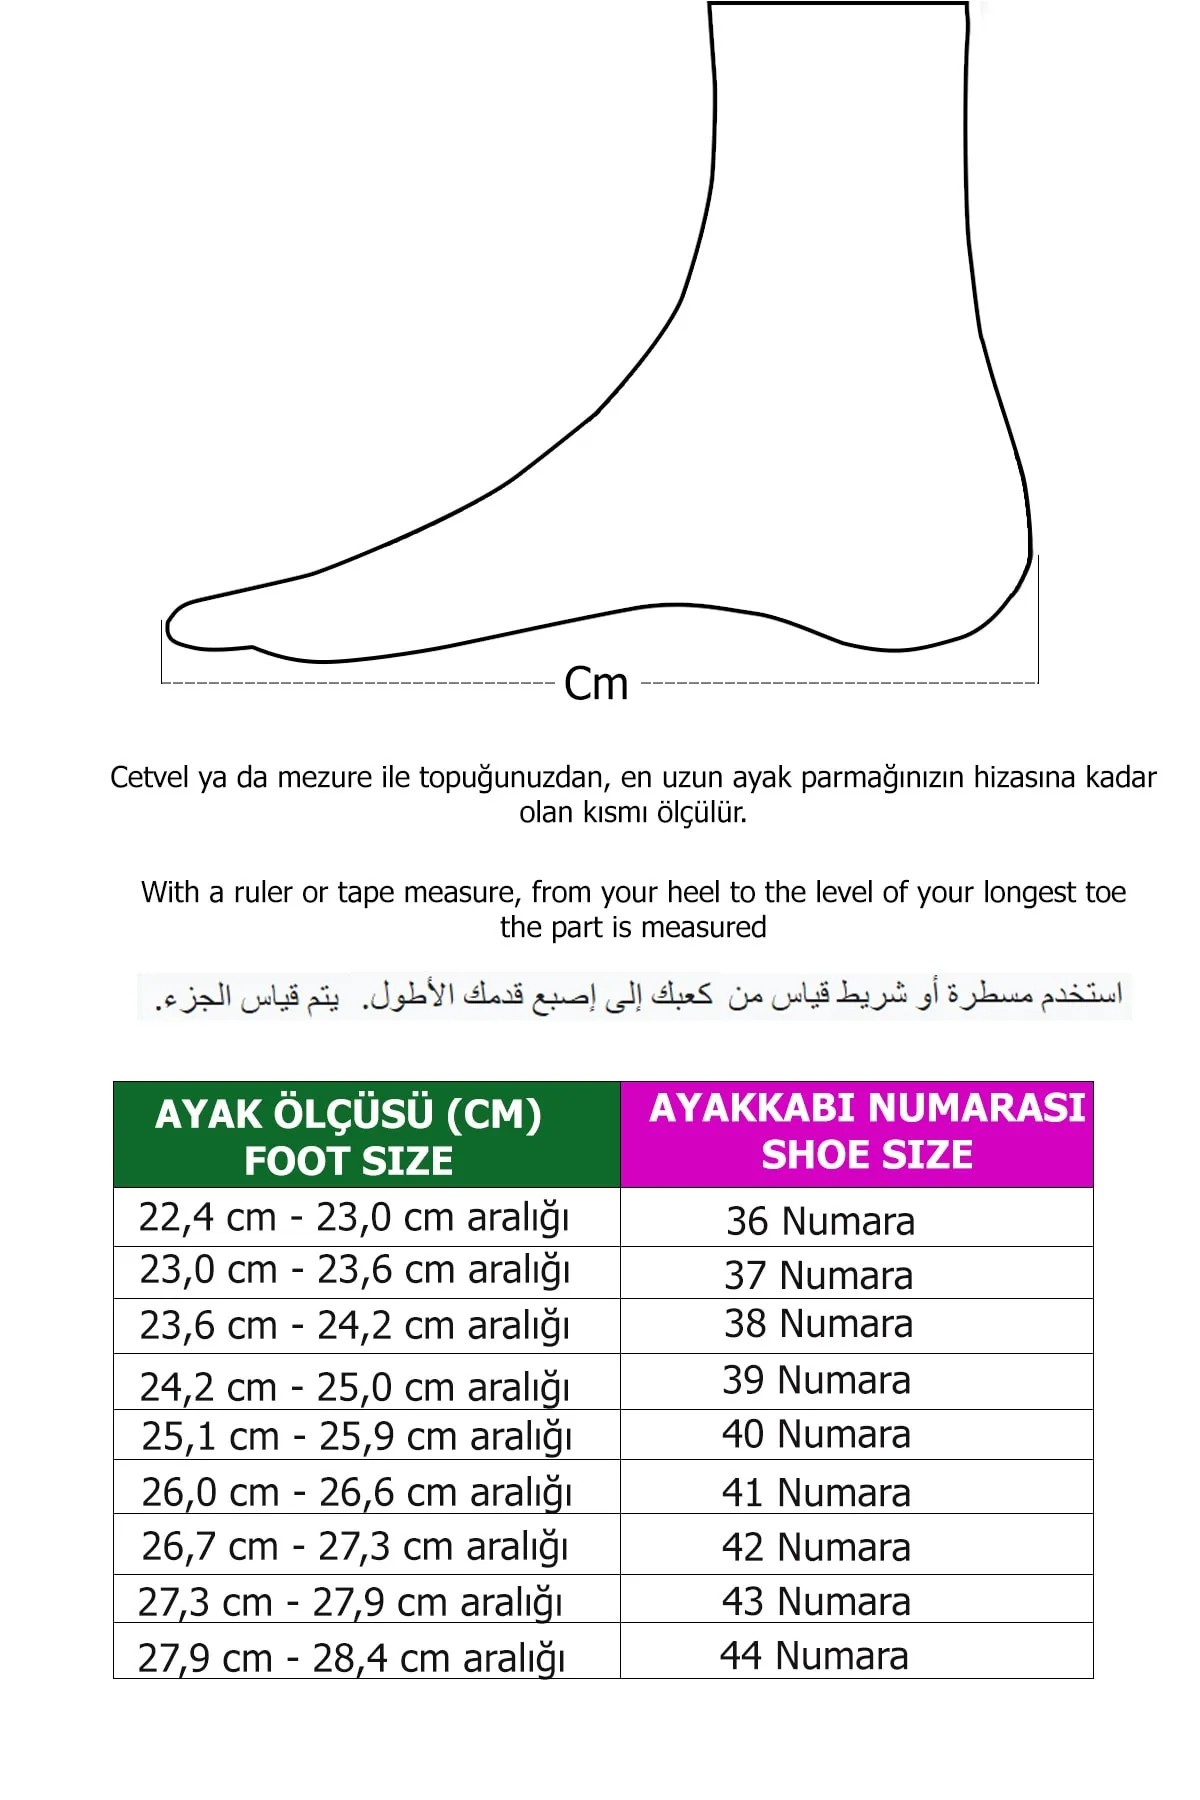 Cm
Cetvel ya da mezure ile topuğunuzdan, en uzun ayak parmağınızın hizasına kadar
olan kısmı ölçülür.
With a ruler or tape measure, from your heel to the level of your longest toe
the part is measured
استخدم مسطرة أو شريط قياس من كعبك إلى إصبع قدمك الأطول. يتم قياس الجزء.
AYAK ÖLÇÜSÜ (CM) AYAKKABI NUMARASI
FOOT SIZE SHOE SIZE
22,4 cm - 23,0 cm aralığı 36 Numara
23,0 cm - 23,6 cm aralığı 37 Numara
23,6 cm - 24,2 cm aralığı 38 Numara
24,2 cm - 25,0 cm aralığı 39 Numara
25,1 cm - 25,9 cm aralığı 40 Numara
26,0 cm - 26,6 cm aralığı 41 Numara
26,7 cm - 27,3 cm aralığı 42 Numara
27,3 cm - 27,9 cm aralığı 43 Numara
27,9 cm - 28,4 cm aralığı 44 Numara